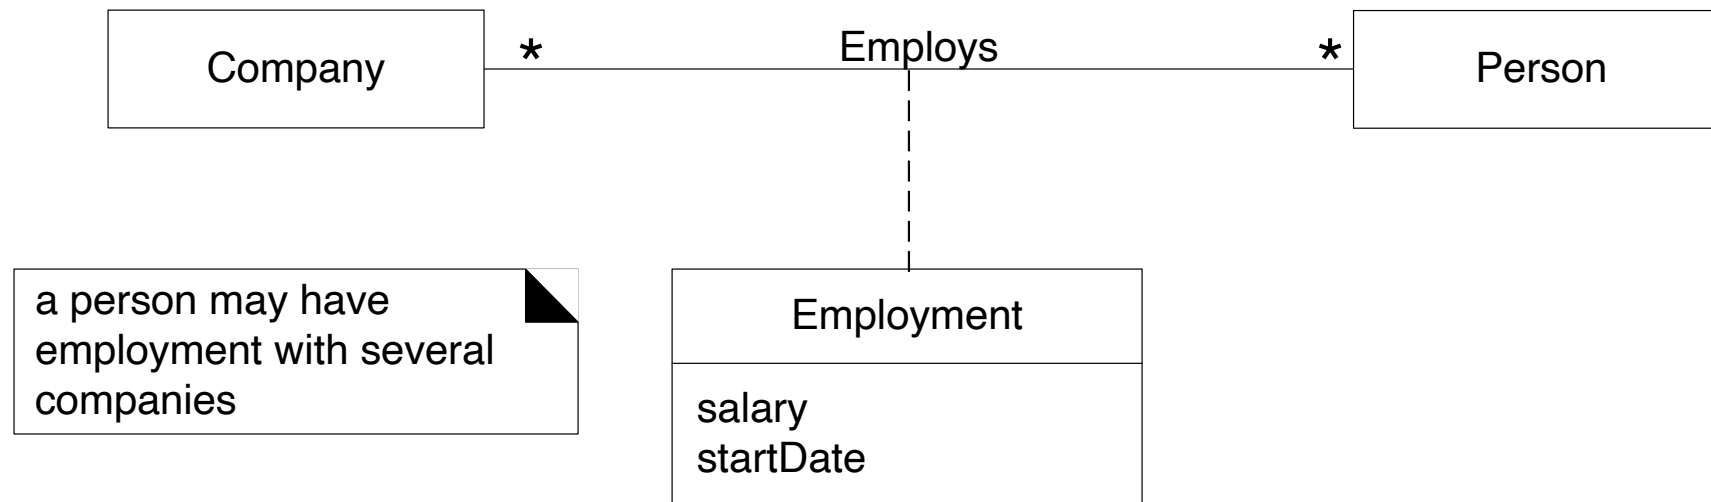 Company
*
Employs
*
Person
a person may have
employment with several
companies
Employment
salary
startDate